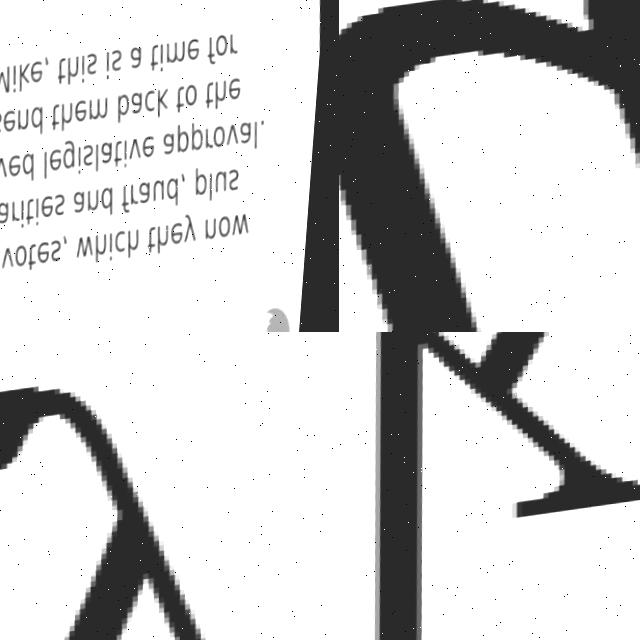 votes, which they now
arities and fraud, plus
ved legislative approval.
send them back to the
Mike, this is a time for